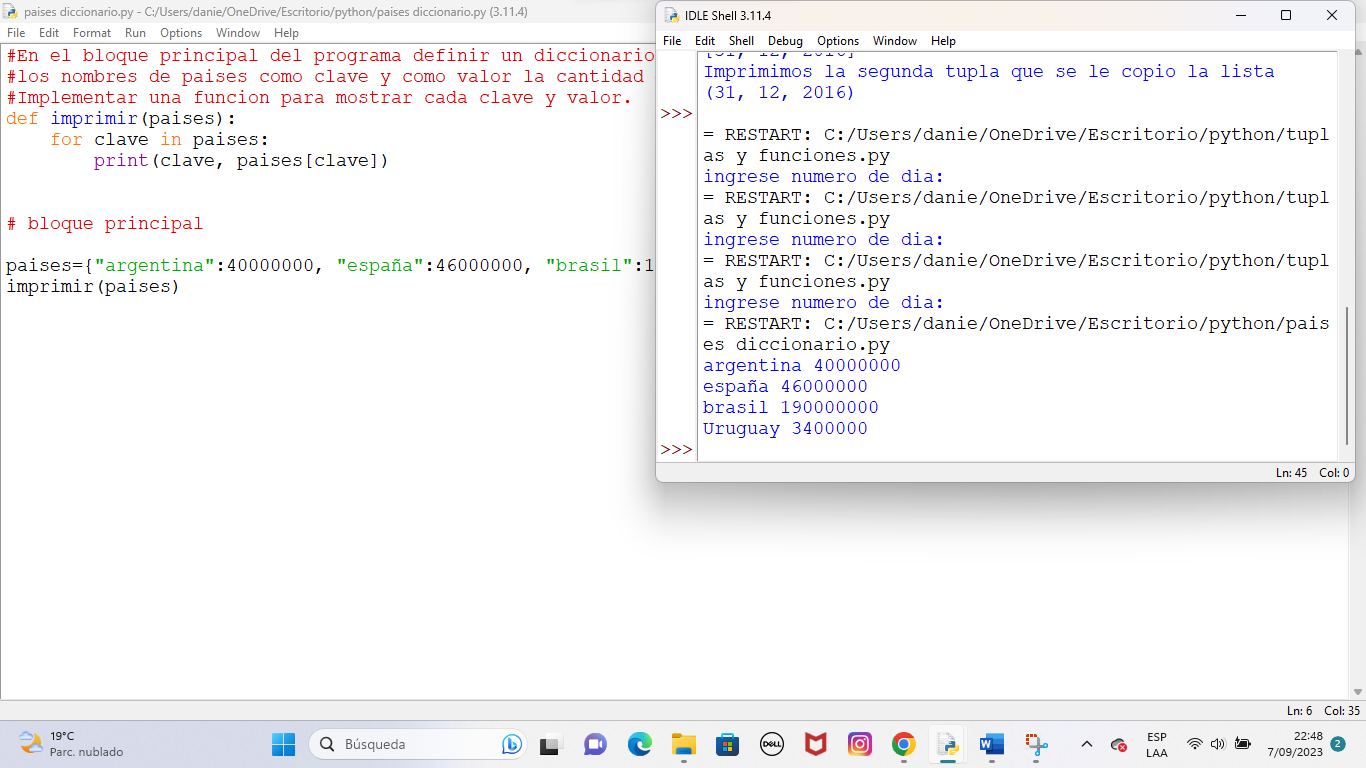 paises diccionario.py - C:/Users/danie/OneDrive/Escritorio/python/paises diccionario.py (3.11.4)
File Edit Format Run Options Window Help
#En el bloque principal del programa definir un diccionario
#los nombres de paises como clave y como valor la cantidad
#Implementar una funcion para mostrar cada clave y valor.
def imprimir(paises):
    for clave in paises:
        print(clave, paises[clave])
# bloque principal
paises={"argentina":40000000, "españa":46000000, "brasil":1
imprimir(paises)
Ln: 6 Col: 35
IDLE Shell 3.11.4
File Edit Shell Debug Options Window Help
[31, 12, 2016]
Imprimimos la segunda tupla que se le copio la lista
(31, 12, 2016)
>>>
= RESTART: C:/Users/danie/OneDrive/Escritorio/python/tupl
as y funciones.py
ingrese numero de dia:
= RESTART: C:/Users/danie/OneDrive/Escritorio/python/tupl
as y funciones.py
ingrese numero de dia:
= RESTART: C:/Users/danie/OneDrive/Escritorio/python/tupl
as y funciones.py
ingrese numero de dia:
= RESTART: C:/Users/danie/OneDrive/Escritorio/python/pais
es diccionario.py
argentina 40000000
españa 46000000
brasil 190000000
Uruguay 3400000
>>>
Ln: 45 Col: 0
19°C
Parc. nublado
Búsqueda
DELL
ESP
LAA
22:48
7/09/2023
2